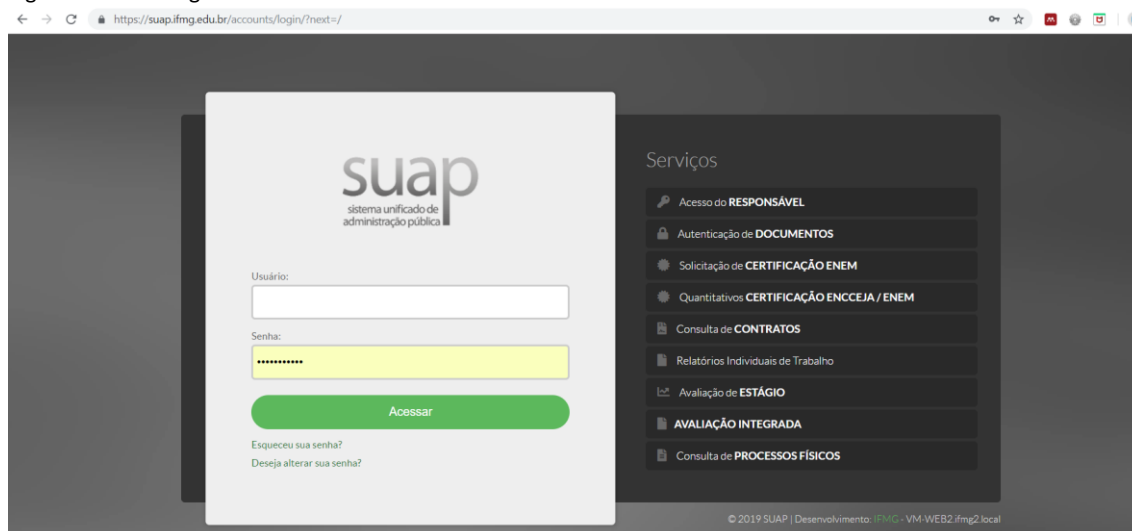 https://suap.ifmg.edu.br/accounts/login/?next=/
suap
sistema unificado de
administração pública
Usuário:
Senha:
•••••••••••
Acessar
Esqueceu sua senha?
Deseja alterar sua senha?
Serviços
Acesso do RESPONSÁVEL
Autenticação de DOCUMENTOS
Solicitação de CERTIFICAÇÃO ENEM
Quantitativos CERTIFICAÇÃO ENCCEJA / ENEM
Consulta de CONTRATOS
Relatórios Individuais de Trabalho
Avaliação de ESTÁGIO
AVALIAÇÃO INTEGRADA
Consulta de PROCESSOS FÍSICOS
© 2019 SUAP | Desenvolvimento: IFMG - VM-WEB2.ifmg2.local